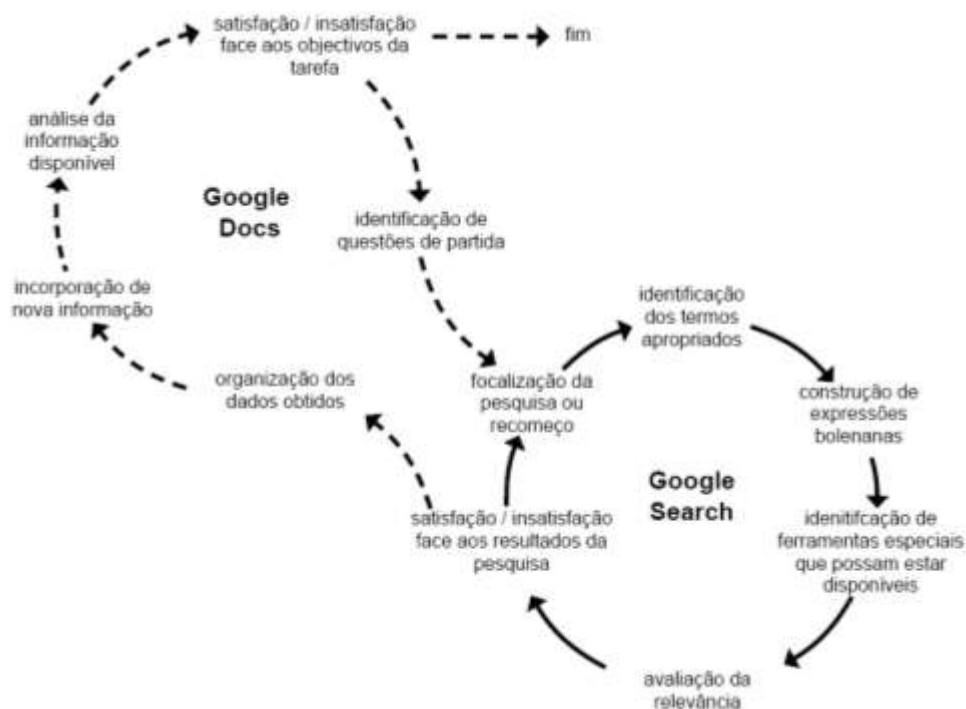 satisfação / insatisfação
face aos objectivos da
tarefa
fim
análise da
informação
disponível
Google
Docs
identificação de
questões de partida
incorporação de
nova informação
identificação
dos termos
apropriados
organização dos
dados obtidos
focalização da
pesquisa ou
recomeço
construção de
expressões
bolenanas
Google
Search
satisfação / insatisfação
face aos resultados da
pesquisa
idenitifcação de
ferramentas especiais
que possam estar
disponíveis
avaliação da
relevância